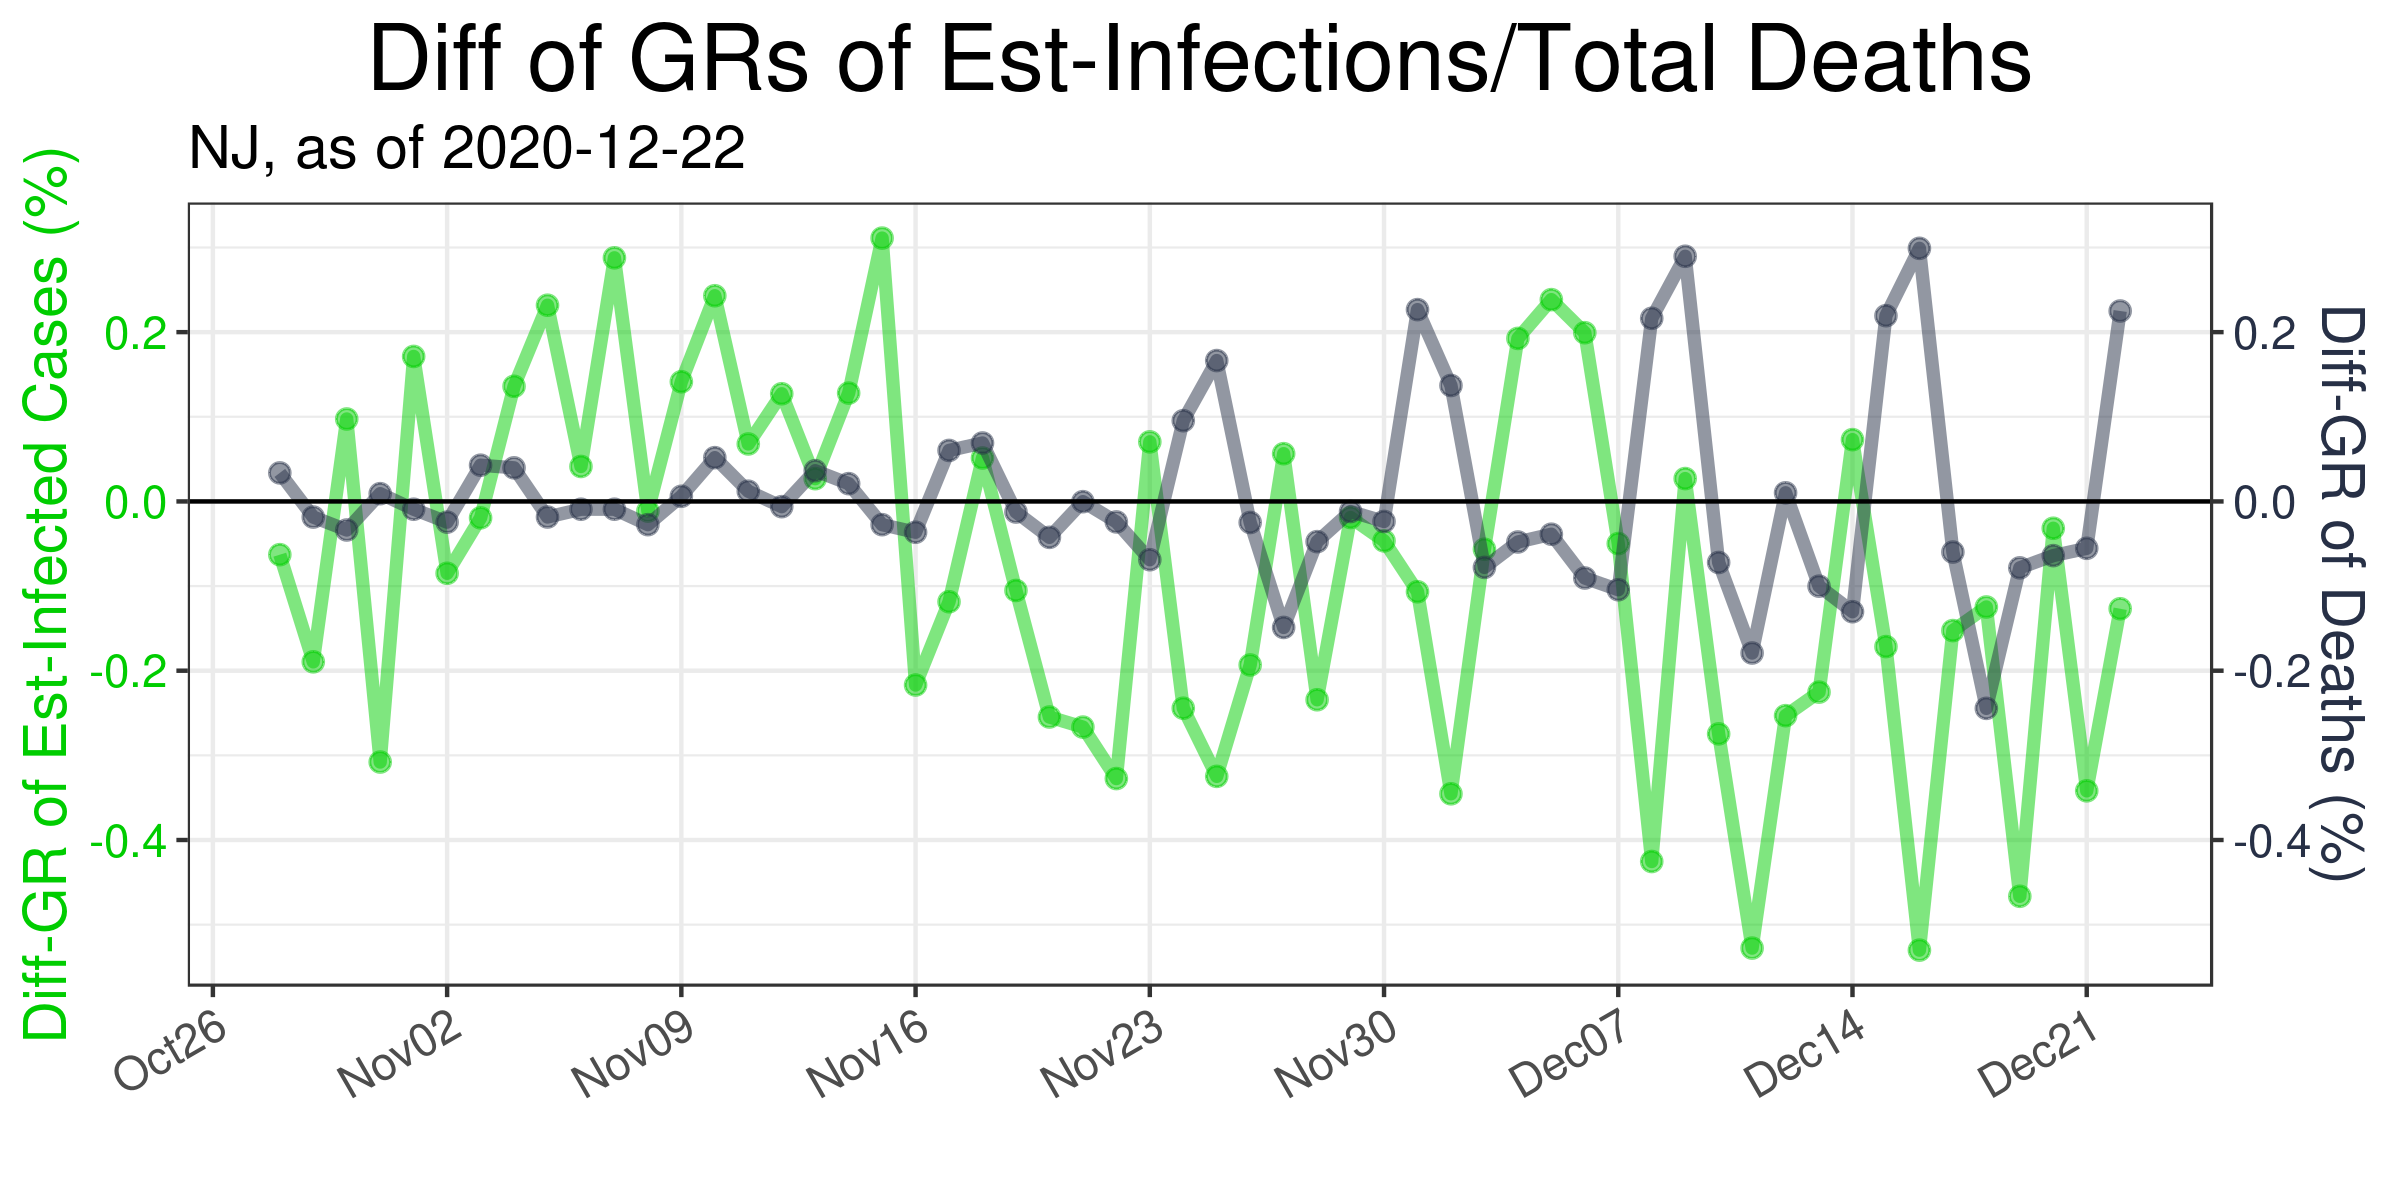 Diff of GRs of Est-Infections/Total Deaths
NJ, as of 2020-12-22
Diff-GR of Est-Infected Cases (%)
0.2
0.0
-0.2
-0.4
0.2
0.0
-0.2
-0.4
Diff-GR of Deaths (%)
Oct26
Nov02
Nov09
Nov16
Nov23
Nov30
Dec07
Dec14
Dec21